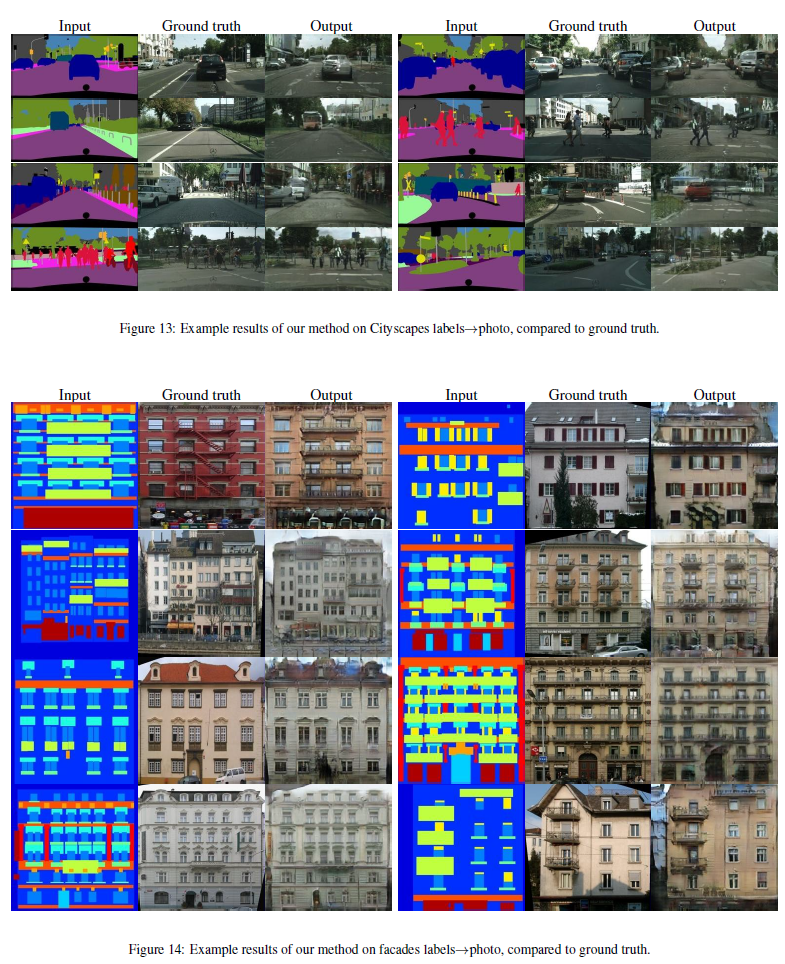 Input Ground truth Output Input Ground truth Output
Figure 13: Example results of our method on Cityscapes labels→photo, compared to ground truth.
Input Ground truth Output Input Ground truth Output
Figure 14: Example results of our method on facades labels→photo, compared to ground truth.